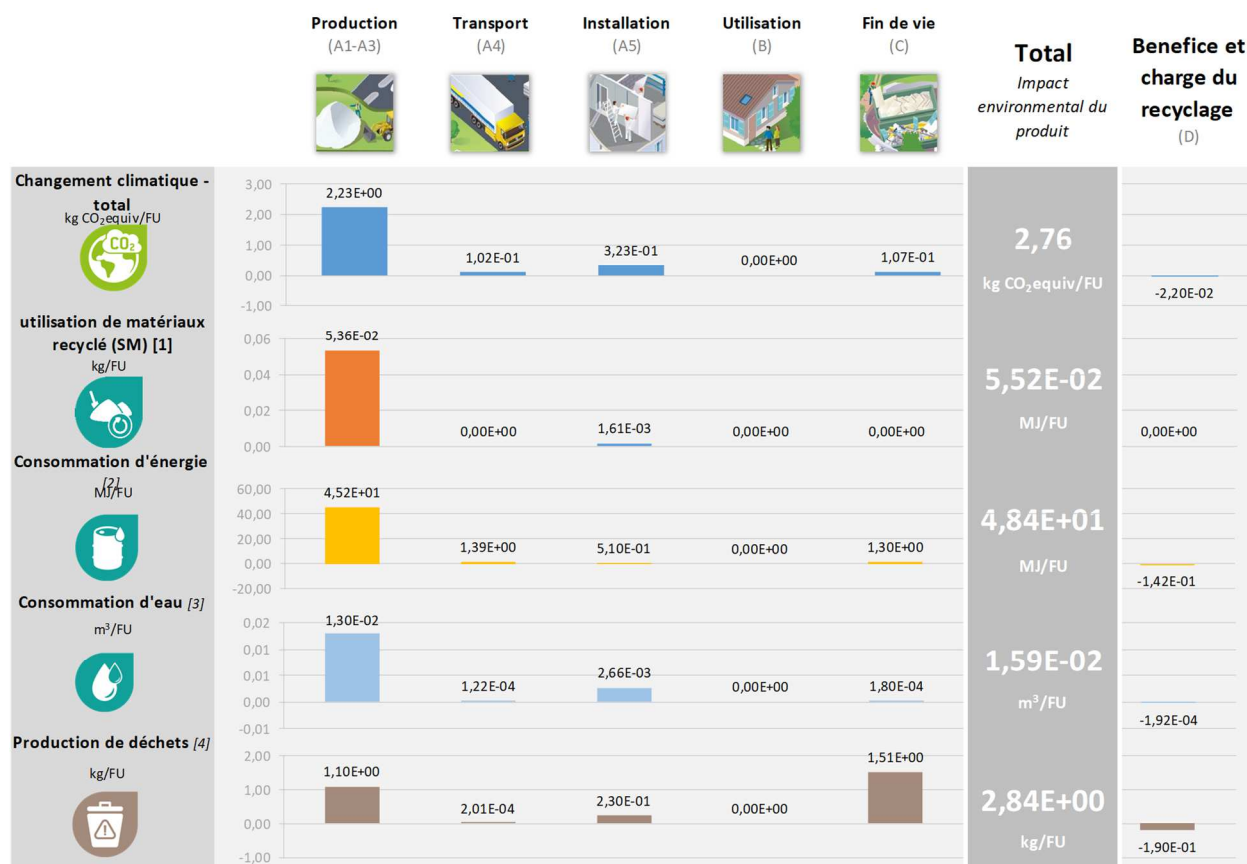 Production
(A1-A3)
Transport
(A4)
Installation
(A5)
Utilisation
(B)
Fin de vie
(C)
Total
Impact
environmental du
produit
Benefice et
charge du
recyclage
(D)
Changement climatique -
total
kg CO₂equiv/FU
CO₂
3,00
2,00
1,00
0,00
-1,00
2,23E+00
1,02E-01
3,23E-01
0,00E+00
1,07E-01
2,76
kg CO₂equiv/FU
-2,20E-02
utilisation de matériaux
recyclé (SM) [1]
kg/FU
0,06
0,04
0,02
0,00
5,36E-02
0,00E+00
1,61E-03
0,00E+00
0,00E+00
5,52E-02
MJ/FU
0,00E+00
Consommation d'énergie
[2]
MJ/FU
60,00
40,00
20,00
0,00
-20,00
4,52E+01
1,39E+00
5,10E-01
0,00E+00
1,30E+00
4,84E+01
MJ/FU
-1,42E-01
Consommation d'eau [3]
m³/FU
0,02
0,01
0,01
0,00
-0,01
1,30E-02
1,22E-04
2,66E-03
0,00E+00
1,80E-04
1,59E-02
m³/FU
-1,92E-04
Production de déchets [4]
kg/FU
2,00
1,00
0,00
-1,00
1,10E+00
2,01E-04
2,30E-01
0,00E+00
1,51E+00
2,84E+00
kg/FU
-1,90E-01